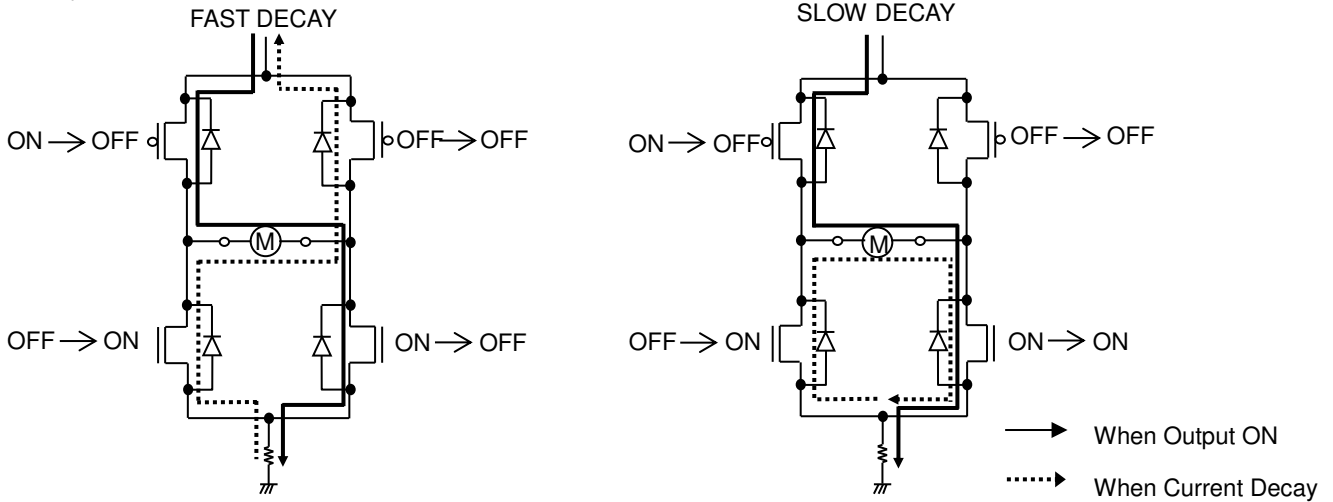 FAST DECAY
SLOW DECAY
ON → OFF
OFF → OFF
ON → OFF
OFF → OFF
M
M
OFF → ON
ON → OFF
OFF → ON
ON → ON
When Output ON
When Current Decay